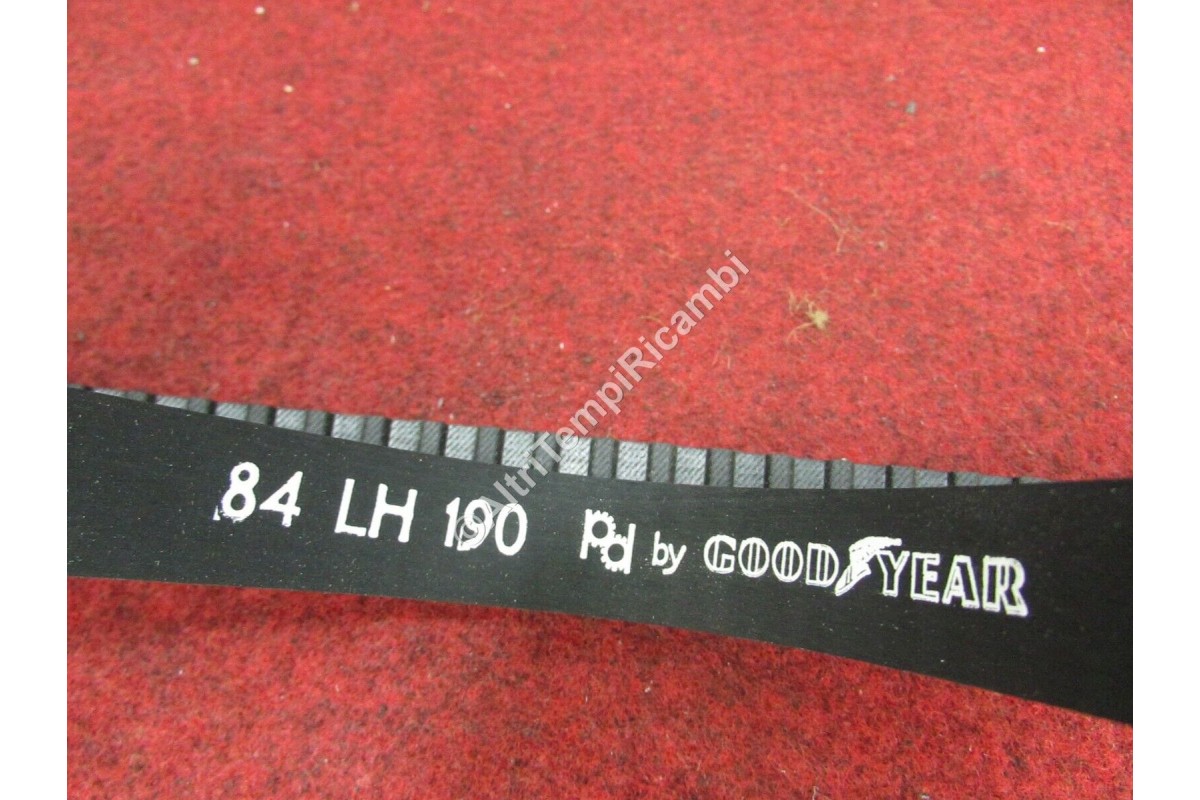 84 LH 190 pd by GOODYEAR
©AltriTempiRicambi